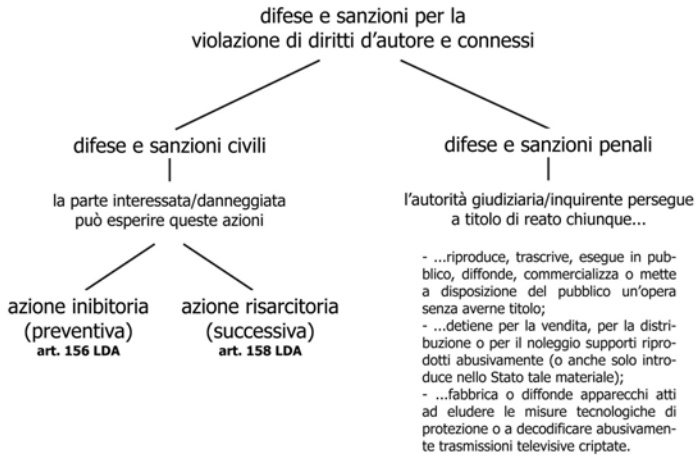 difese e sanzioni per la
violazione di diritti d'autore e connessi
difese e sanzioni civili
la parte interessata/danneggiata
può esperire queste azioni
azione inibitoria
(preventiva)
art. 156 LDA
azione risarcitoria
(successiva)
art. 158 LDA
difese e sanzioni penali
l'autorità giudiziaria/inquirente persegue
a titolo di reato chiunque...
- ...riproduce, trascrive, esegue in pub-
blico, diffonde, commercializza o mette
a disposizione del pubblico un'opera
senza averne titolo;
- ...detiene per la vendita, per la distri-
buzione o per il noleggio supporti ripro-
dotti abusivamente (o anche solo intro-
duce nello Stato tale materiale);
- ...fabbrica o diffonde apparecchi atti
ad eludere le misure tecnologiche di
protezione o a decodificare abusivamen-
te trasmissioni televisive criptate.